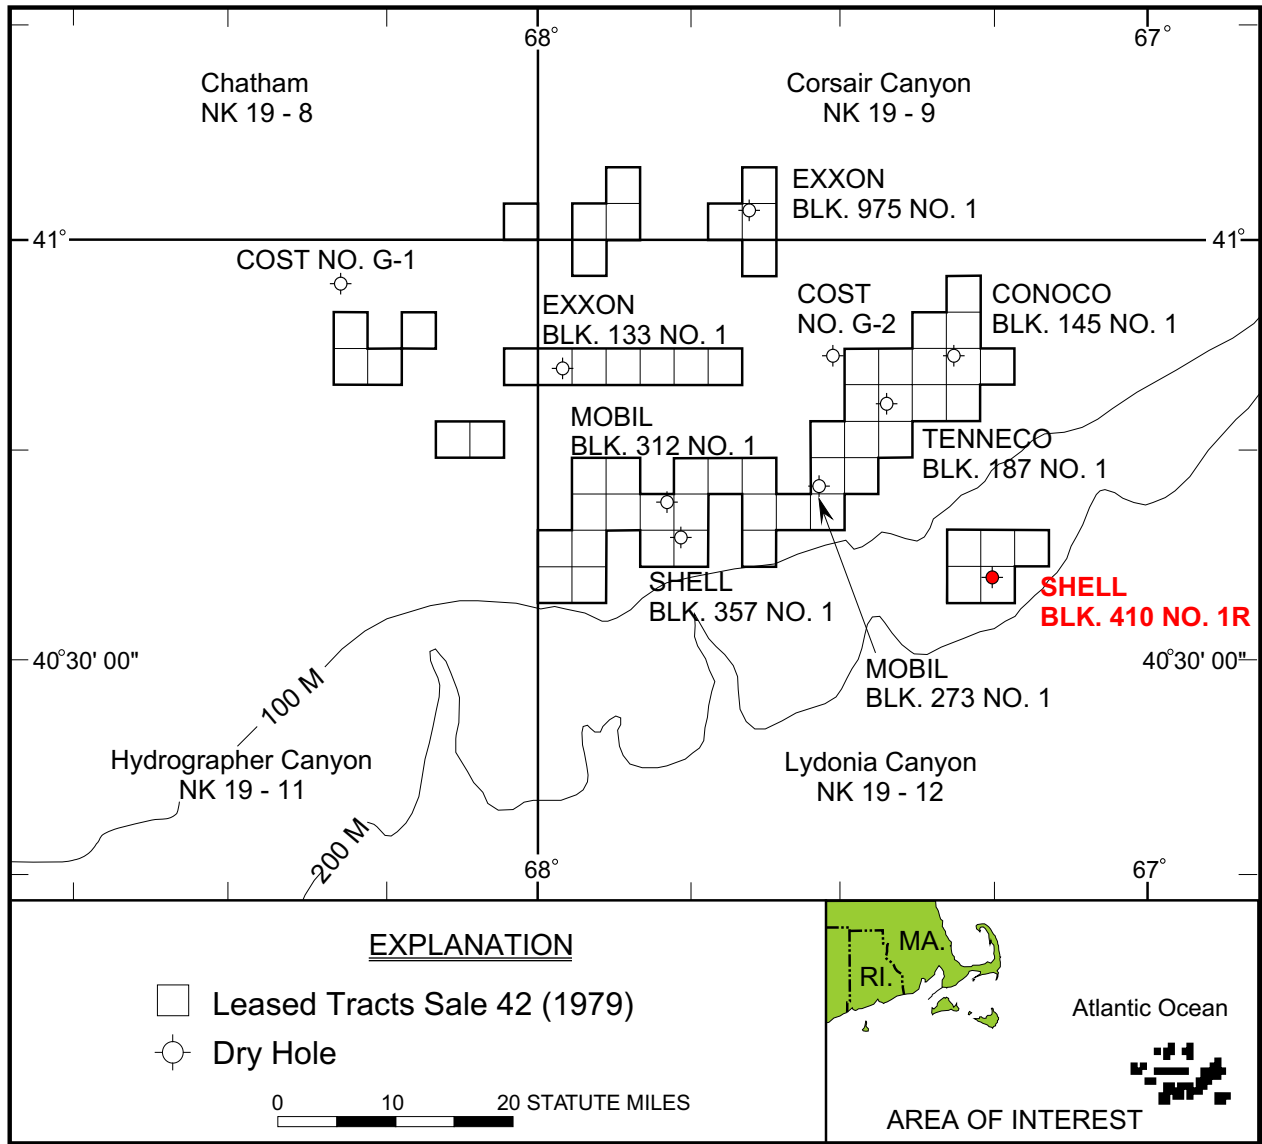 68°
67°
Chatham
NK 19 - 8
Corsair Canyon
NK 19 - 9
EXXON
BLK. 975 NO. 1
41°
41°
COST NO. G-1
EXXON
BLK. 133 NO. 1
COST
NO. G-2
CONOCO
BLK. 145 NO. 1
MOBIL
BLK. 312 NO. 1
TENNECO
BLK. 187 NO. 1
SHELL
BLK. 357 NO. 1
SHELL
BLK. 410 NO. 1R
40°30' 00"
40°30' 00"
MOBIL
BLK. 273 NO. 1
100 M
Hydrographer Canyon
NK 19 - 11
Lydonia Canyon
NK 19 - 12
200 M
68°
67°
EXPLANATION
Leased Tracts Sale 42 (1979)
Dry Hole
0 10 20 STATUTE MILES
MA.
RI.
Atlantic Ocean
AREA OF INTEREST